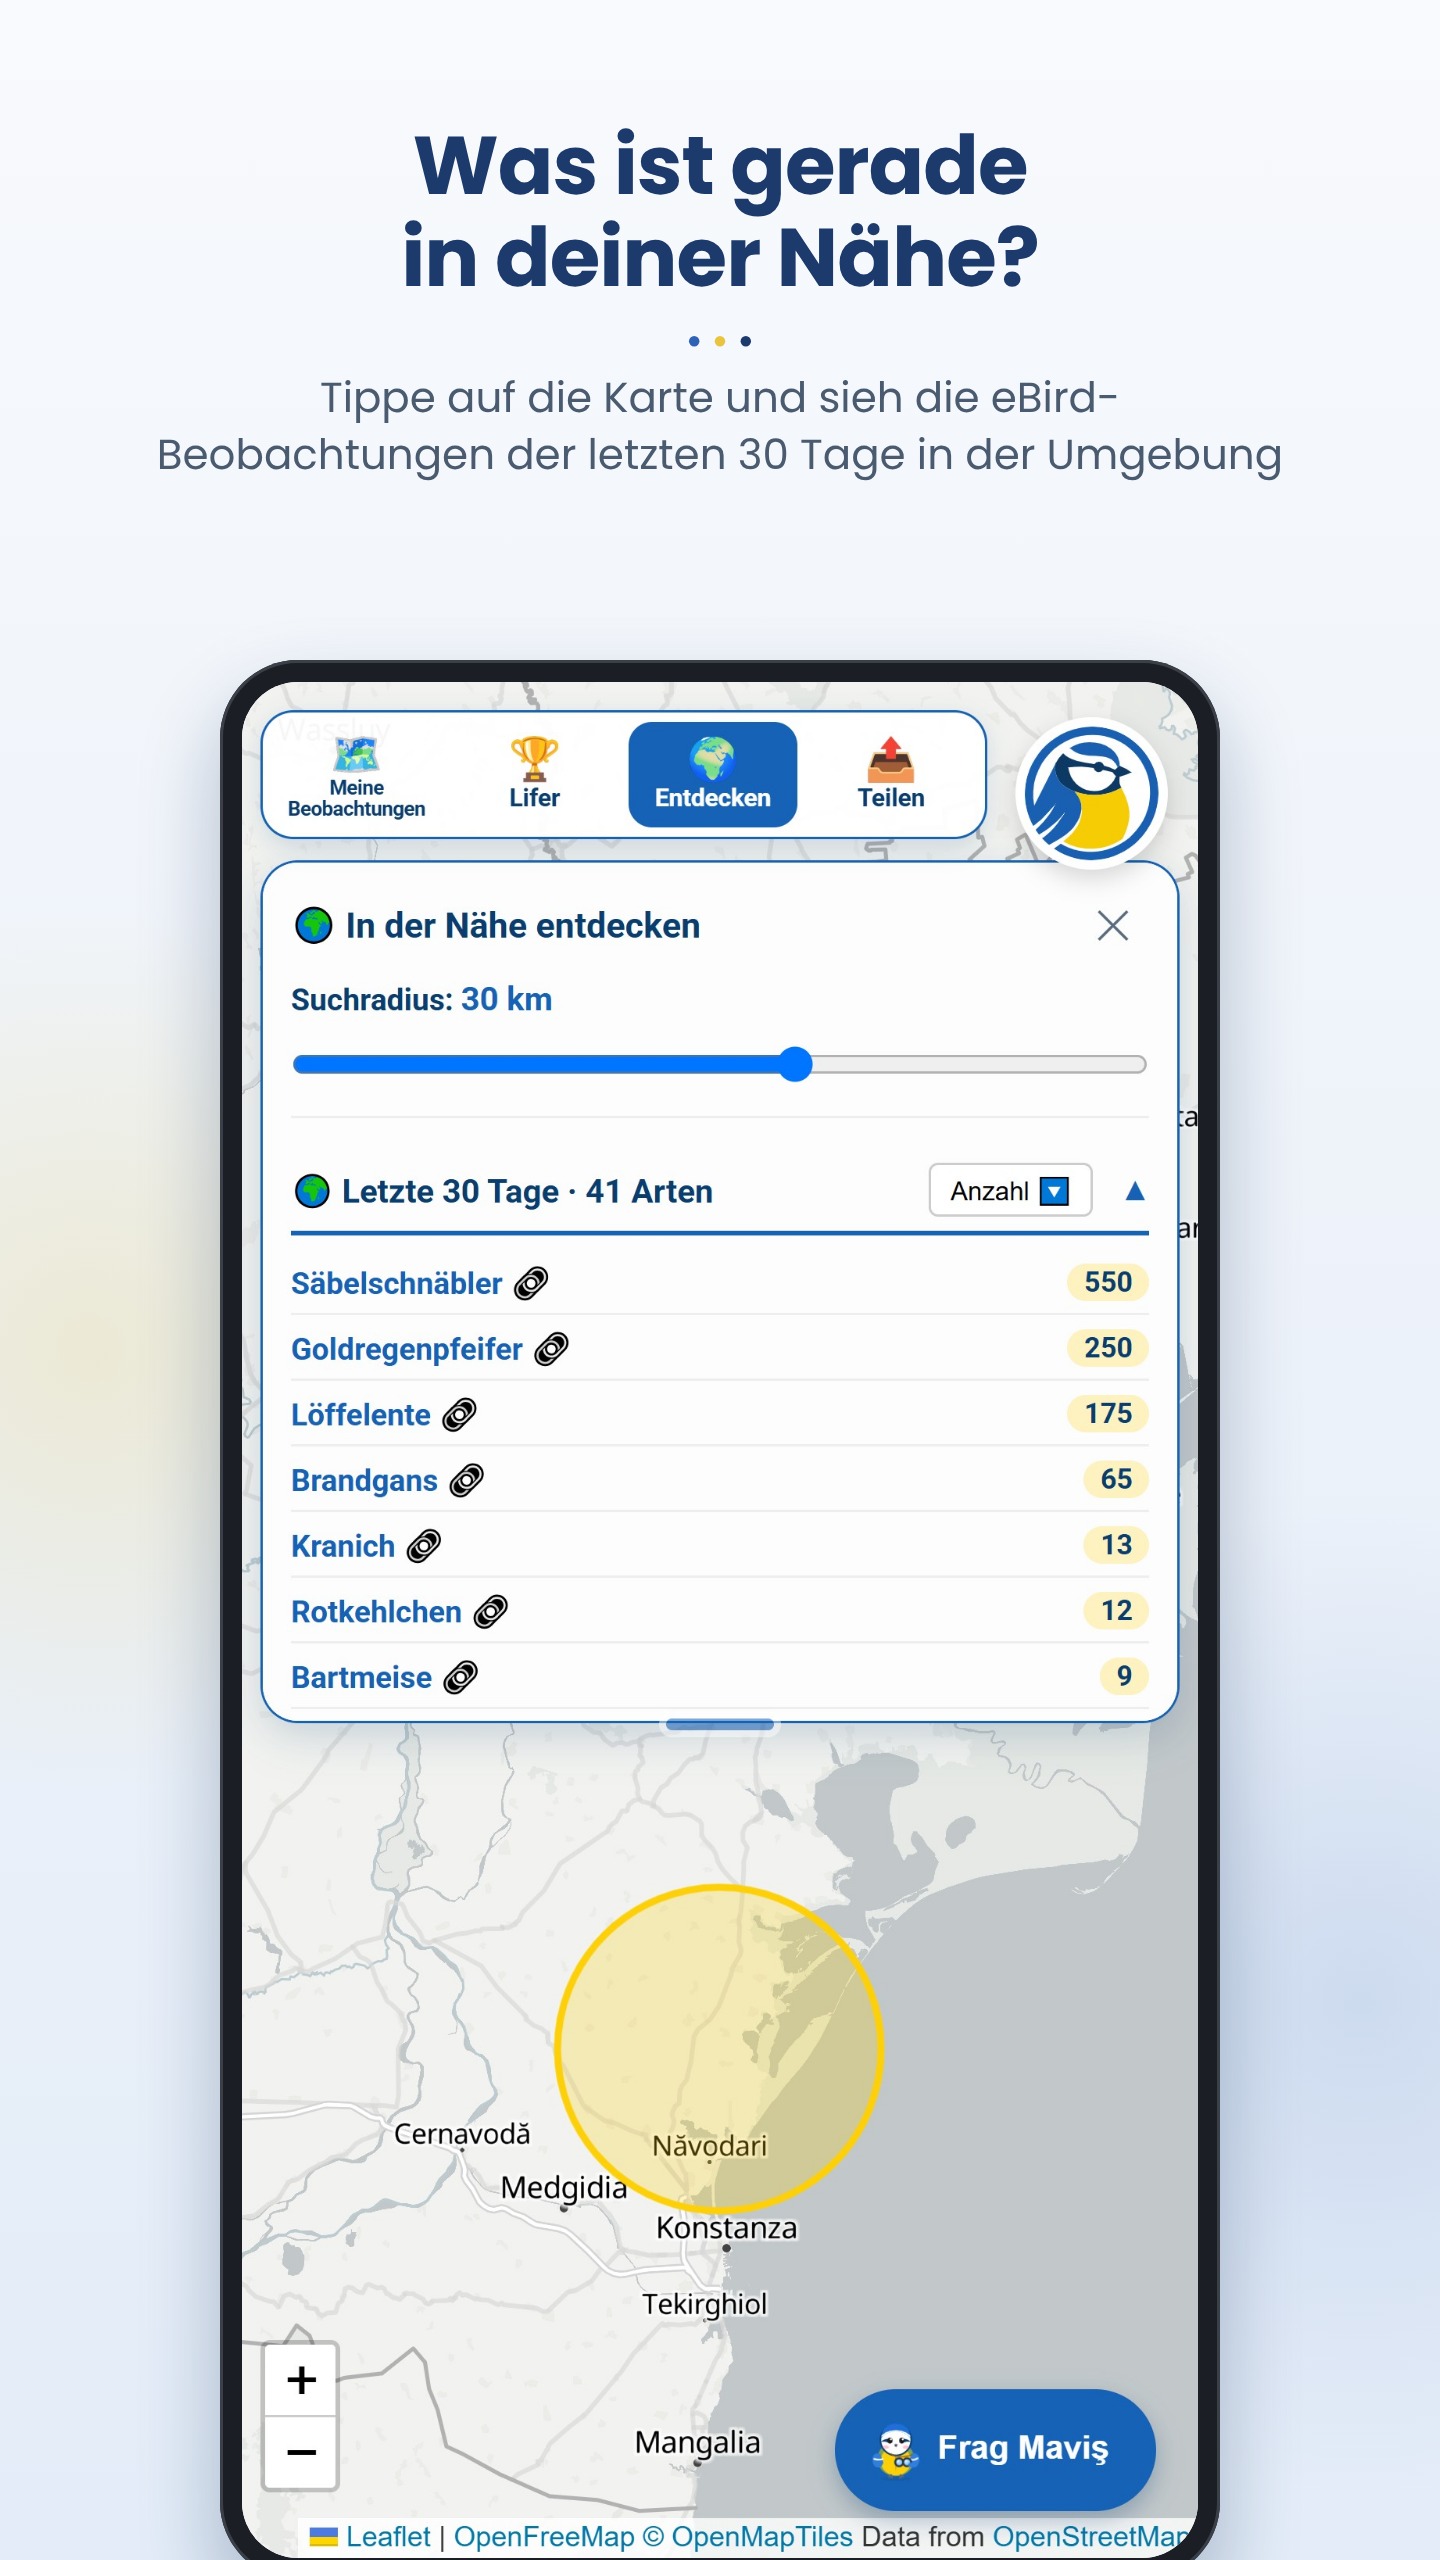 Was ist gerade
in deiner Nähe?
Tippe auf die Karte und sieh die eBird-
Beobachtungen der letzten 30 Tage in der Umgebung
Wassluy
Meine
Beobachtungen
Lifer
Entdecken
Teilen
In der Nähe entdecken
Suchradius: 30 km
Letzte 30 Tage · 41 Arten
Anzahl
Säbelschnäbler
550
Goldregenpfeifer
250
Löffelente
175
Brandgans
65
Kranich
13
Rotkehlchen
12
Bartmeise
9
Cernavodă
Năvodari
Medgidia
Konstanza
Tekirghiol
+
−
Mangalia
Frag Maviş
Leaflet | OpenFreeMap © OpenMapTiles Data from OpenStreetMap